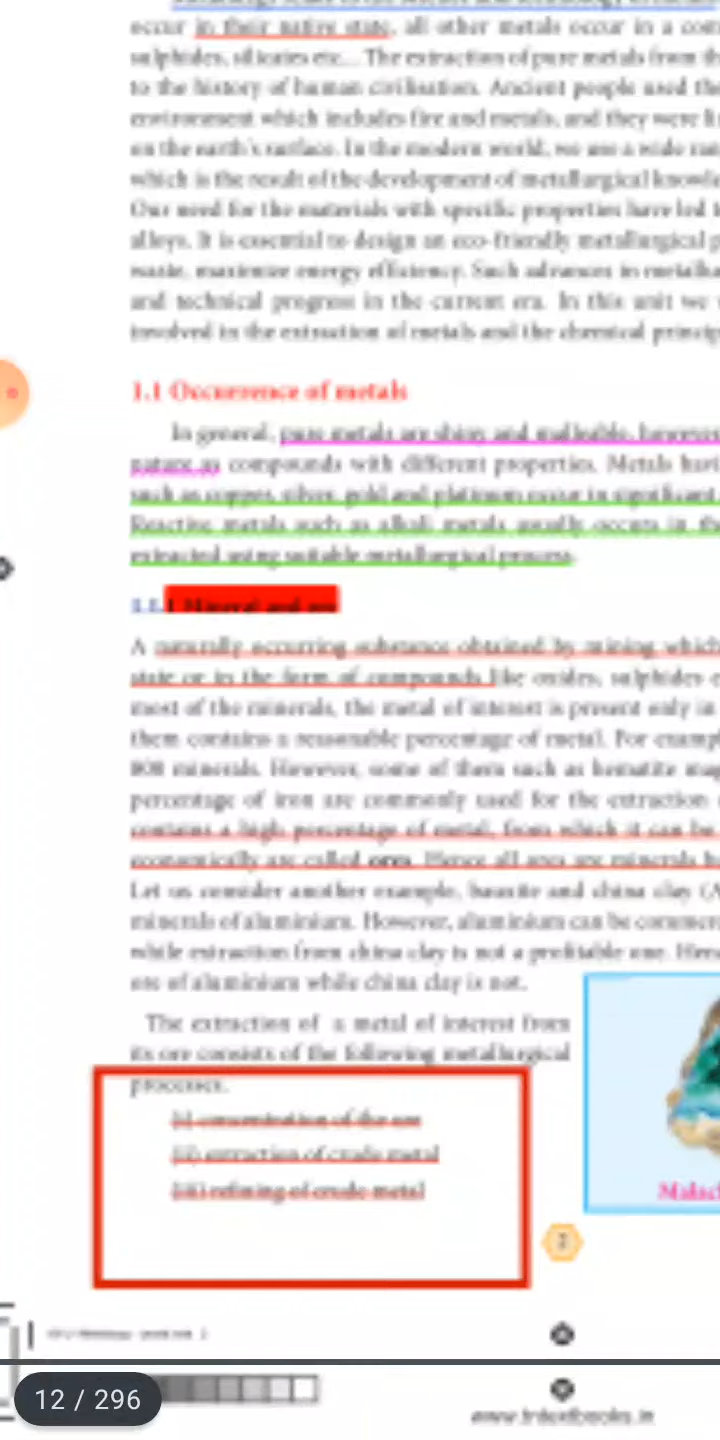 occur in their native state, all other metals occur in a com
sulphides, silicates etc... The extraction of pure metals from th
to the history of human civilisation. Ancient people used the
environment which includes fire and metals, and they were li
on the earth's surface. In the modern world, we use a wide ran
which is the result of the development of metallurgical knowle
Our need for the materials with specific properties have led t
alloys. It is essential to design an eco-friendly metallurgical p
waste, maximize energy efficiency. Such advances in metallu
and technical progress in the current era. In this unit we
involved in the extraction of metals and the chemical princip
1.1 Occurrence of metals
In general, pure metals are shiny and malleable, however
nature as compounds with different properties. Metals havi
such as copper, silver, gold and platinum occur in significant
Reactive metals such as alkali metals usually occurs in the
extracted using suitable metallurgical process.
1.1.1 Mineral and ore
A naturally occurring substance obtained by mining which
state or in the form of compounds like oxides, sulphides e
most of the minerals, the metal of interest is present only in
them contains a reasonable percentage of metal. For examp
800 minerals. However, some of them such as hematite mag
percentage of iron are commonly used for the extraction
contains a high percentage of metal, from which it can be
economically are called ores. Hence all ores are minerals b
Let us consider another example, bauxite and china clay (A
minerals of aluminium. However, aluminium can be commerc
while extraction from china clay is not a profitable one. Henc
ore of aluminium while china clay is not.
The extraction of a metal of interest from
its ore consists of the following metallurgical
processes.
(i) concentration of the ore
(ii) extraction of crude metal
(iii) refining of crude metal
Malac
2
12 / 296
www.tntextbooks.in